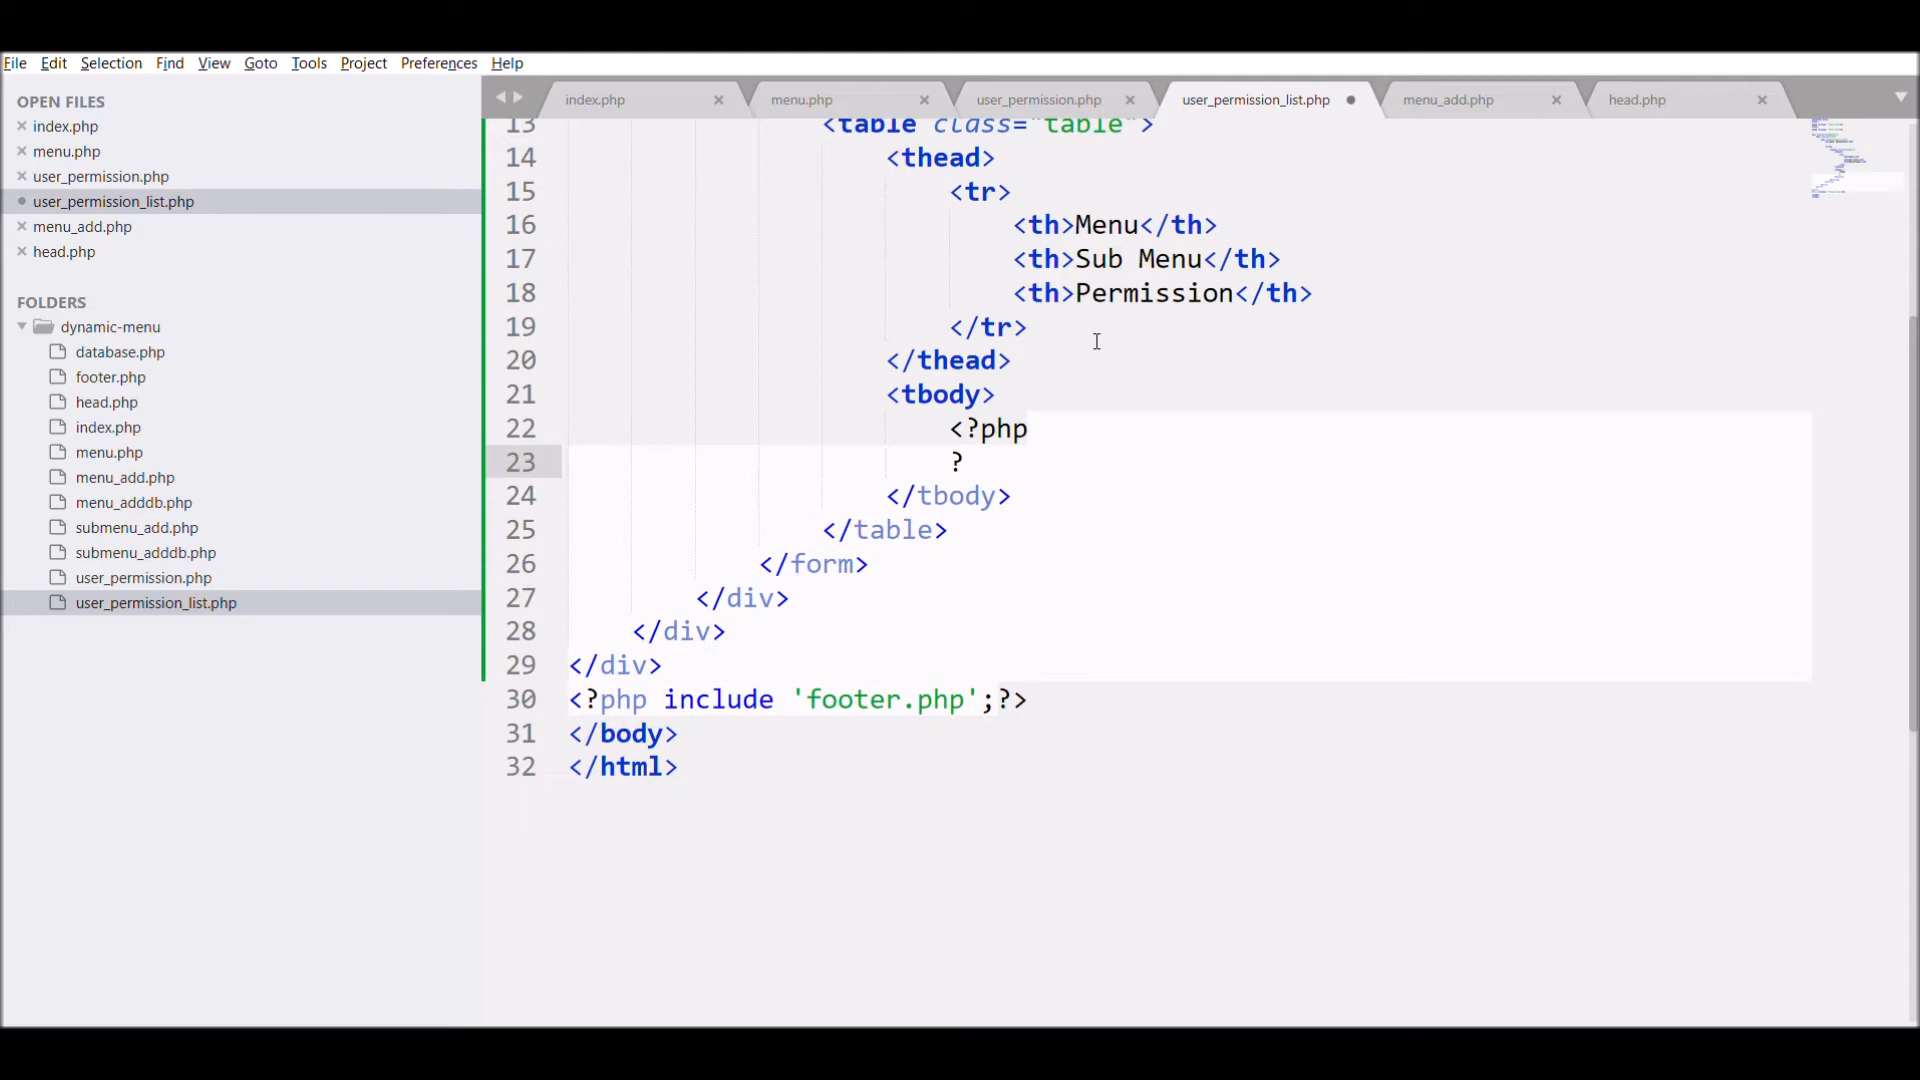 File Edit Selection Find View Goto Tools Project Preferences Help
OPEN FILES
index.php
menu.php
user_permission.php
user_permission_list.php
menu_add.php
head.php
FOLDERS
dynamic-menu
database.php
footer.php
head.php
index.php
menu.php
menu_add.php
menu_adddb.php
submenu_add.php
submenu_adddb.php
user_permission.php
user_permission_list.php
index.php menu.php user_permission.php user_permission_list.php menu_add.php head.php
13 <table class="table">
14 <thead>
15 <tr>
16 <th>Menu</th>
17 <th>Sub Menu</th>
18 <th>Permission</th>
19 </tr>
20 </thead>
21 <tbody>
22 <?php
23 ?
24 </tbody>
25 </table>
26 </form>
27 </div>
28 </div>
29 </div>
30 <?php include 'footer.php';?>
31 </body>
32 </html>